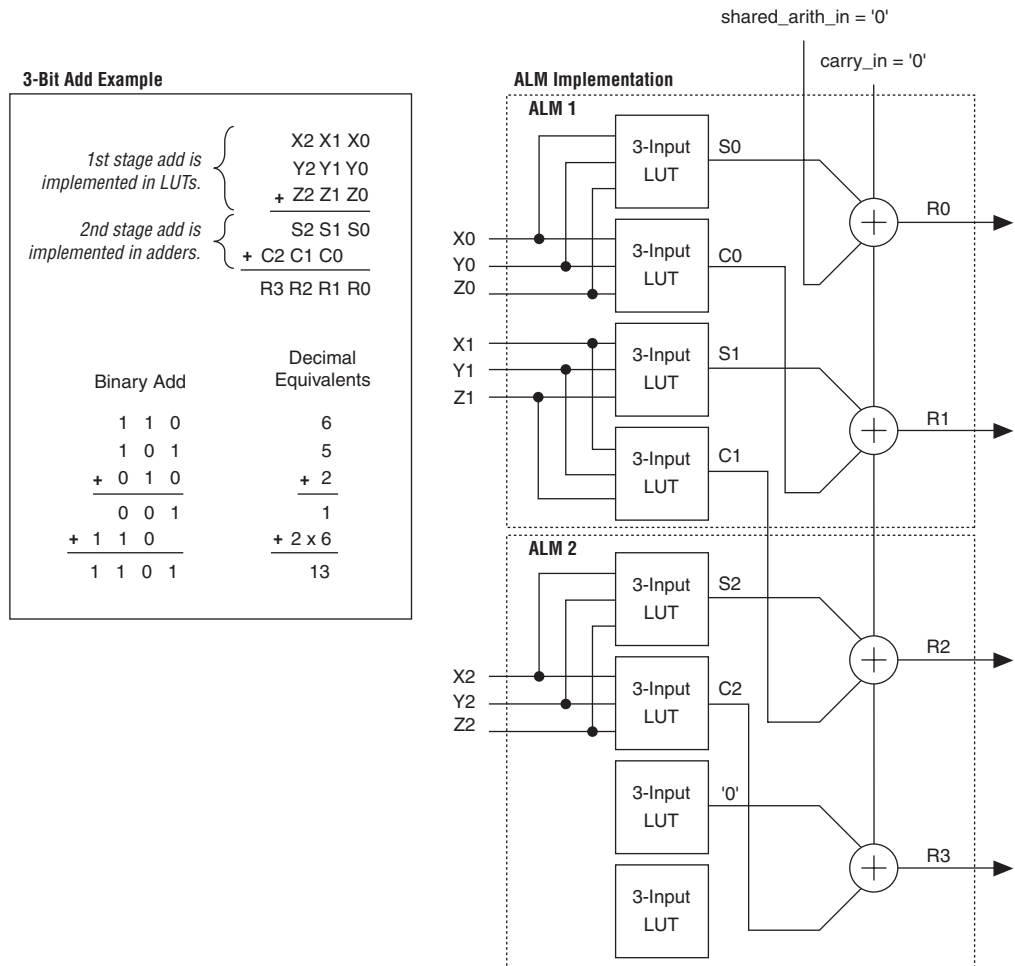 shared_arith_in = '0'
carry_in = '0'
3-Bit Add Example
1st stage add is
implemented in LUTs.
X2 X1 X0
Y2 Y1 Y0
+ Z2 Z1 Z0
2nd stage add is
implemented in adders.
S2 S1 S0
+ C2 C1 C0
R3 R2 R1 R0
Binary Add
1 1 0
1 0 1
+ 0 1 0
0 0 1
+ 1 1 0
1 1 0 1
Decimal
Equivalents
6
5
+ 2
1
+ 2 x 6
13
ALM Implementation
ALM 1
3-Input
LUT
S0
R0
X0
Y0
Z0
3-Input
LUT
C0
X1
Y1
Z1
3-Input
LUT
S1
R1
3-Input
LUT
C1
ALM 2
3-Input
LUT
S2
R2
X2
Y2
Z2
3-Input
LUT
C2
3-Input
LUT
'0'
R3
3-Input
LUT